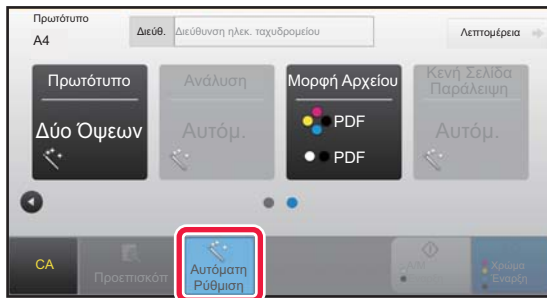 Πρωτότυπο
A4
Διεύθ. Διεύθυνση ηλεκ. ταχυδρομείου
Λεπτομέρεια
Πρωτότυπο
Δύο Όψεων
Ανάλυση
Αυτόμ.
Μορφή Αρχείου
PDF
PDF
Κενή Σελίδα
Παράλειψη
Αυτόμ.
CA
Προεπισκόπ
Αυτόματη
Ρύθμιση
Χρώμα
Έναρξη